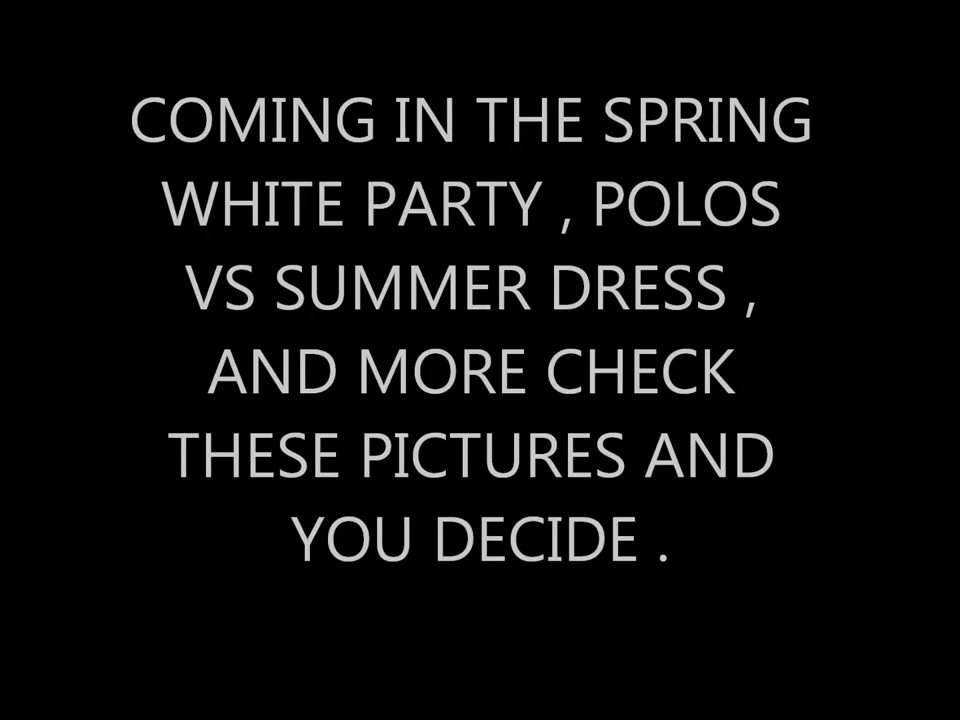 COMING IN THE SPRING
WHITE PARTY , POLOS
VS SUMMER DRESS ,
AND MORE CHECK
THESE PICTURES AND
YOU DECIDE .